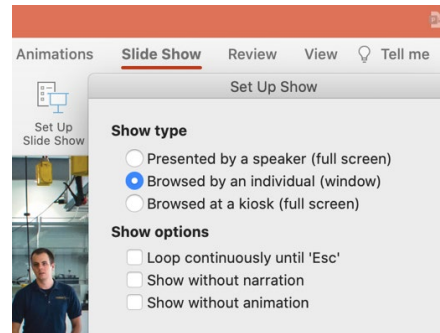 Animations Slide Show Review View Tell me
Set Up Show
Set Up
Slide Show
Show type
Presented by a speaker (full screen)
Browsed by an individual (window)
Browsed at a kiosk (full screen)
Show options
Loop continuously until 'Esc'
Show without narration
Show without animation